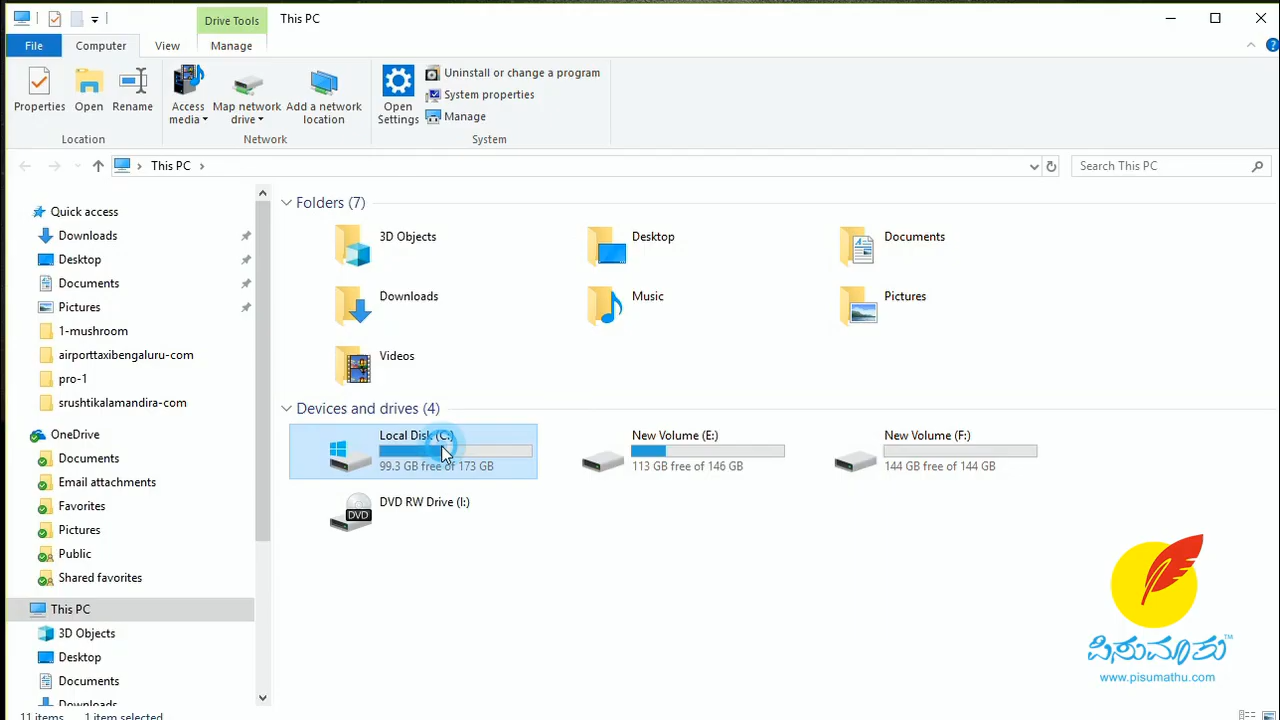 Drive Tools
This PC
File
Computer
View
Manage
Properties
Open
Rename
Location
Access media
Map network drive
Add a network location
Network
Open Settings
Uninstall or change a program
System properties
Manage
System
This PC
Search This PC
Quick access
Downloads
Desktop
Documents
Pictures
1-mushroom
airporttaxibengaluru-com
pro-1
srushtikalamandira-com
OneDrive
Documents
Email attachments
Favorites
Pictures
Public
Shared favorites
This PC
3D Objects
Desktop
Documents
Downloads
Folders (7)
3D Objects
Desktop
Documents
Downloads
Music
Pictures
Videos
Devices and drives (4)
Local Disk (C:)
99.3 GB free of 173 GB
New Volume (E:)
113 GB free of 146 GB
New Volume (F:)
144 GB free of 144 GB
DVD RW Drive (I:)
DVD
ಪಿಸುಮಾತು™
www.pisumathu.com
11 items
1 item selected